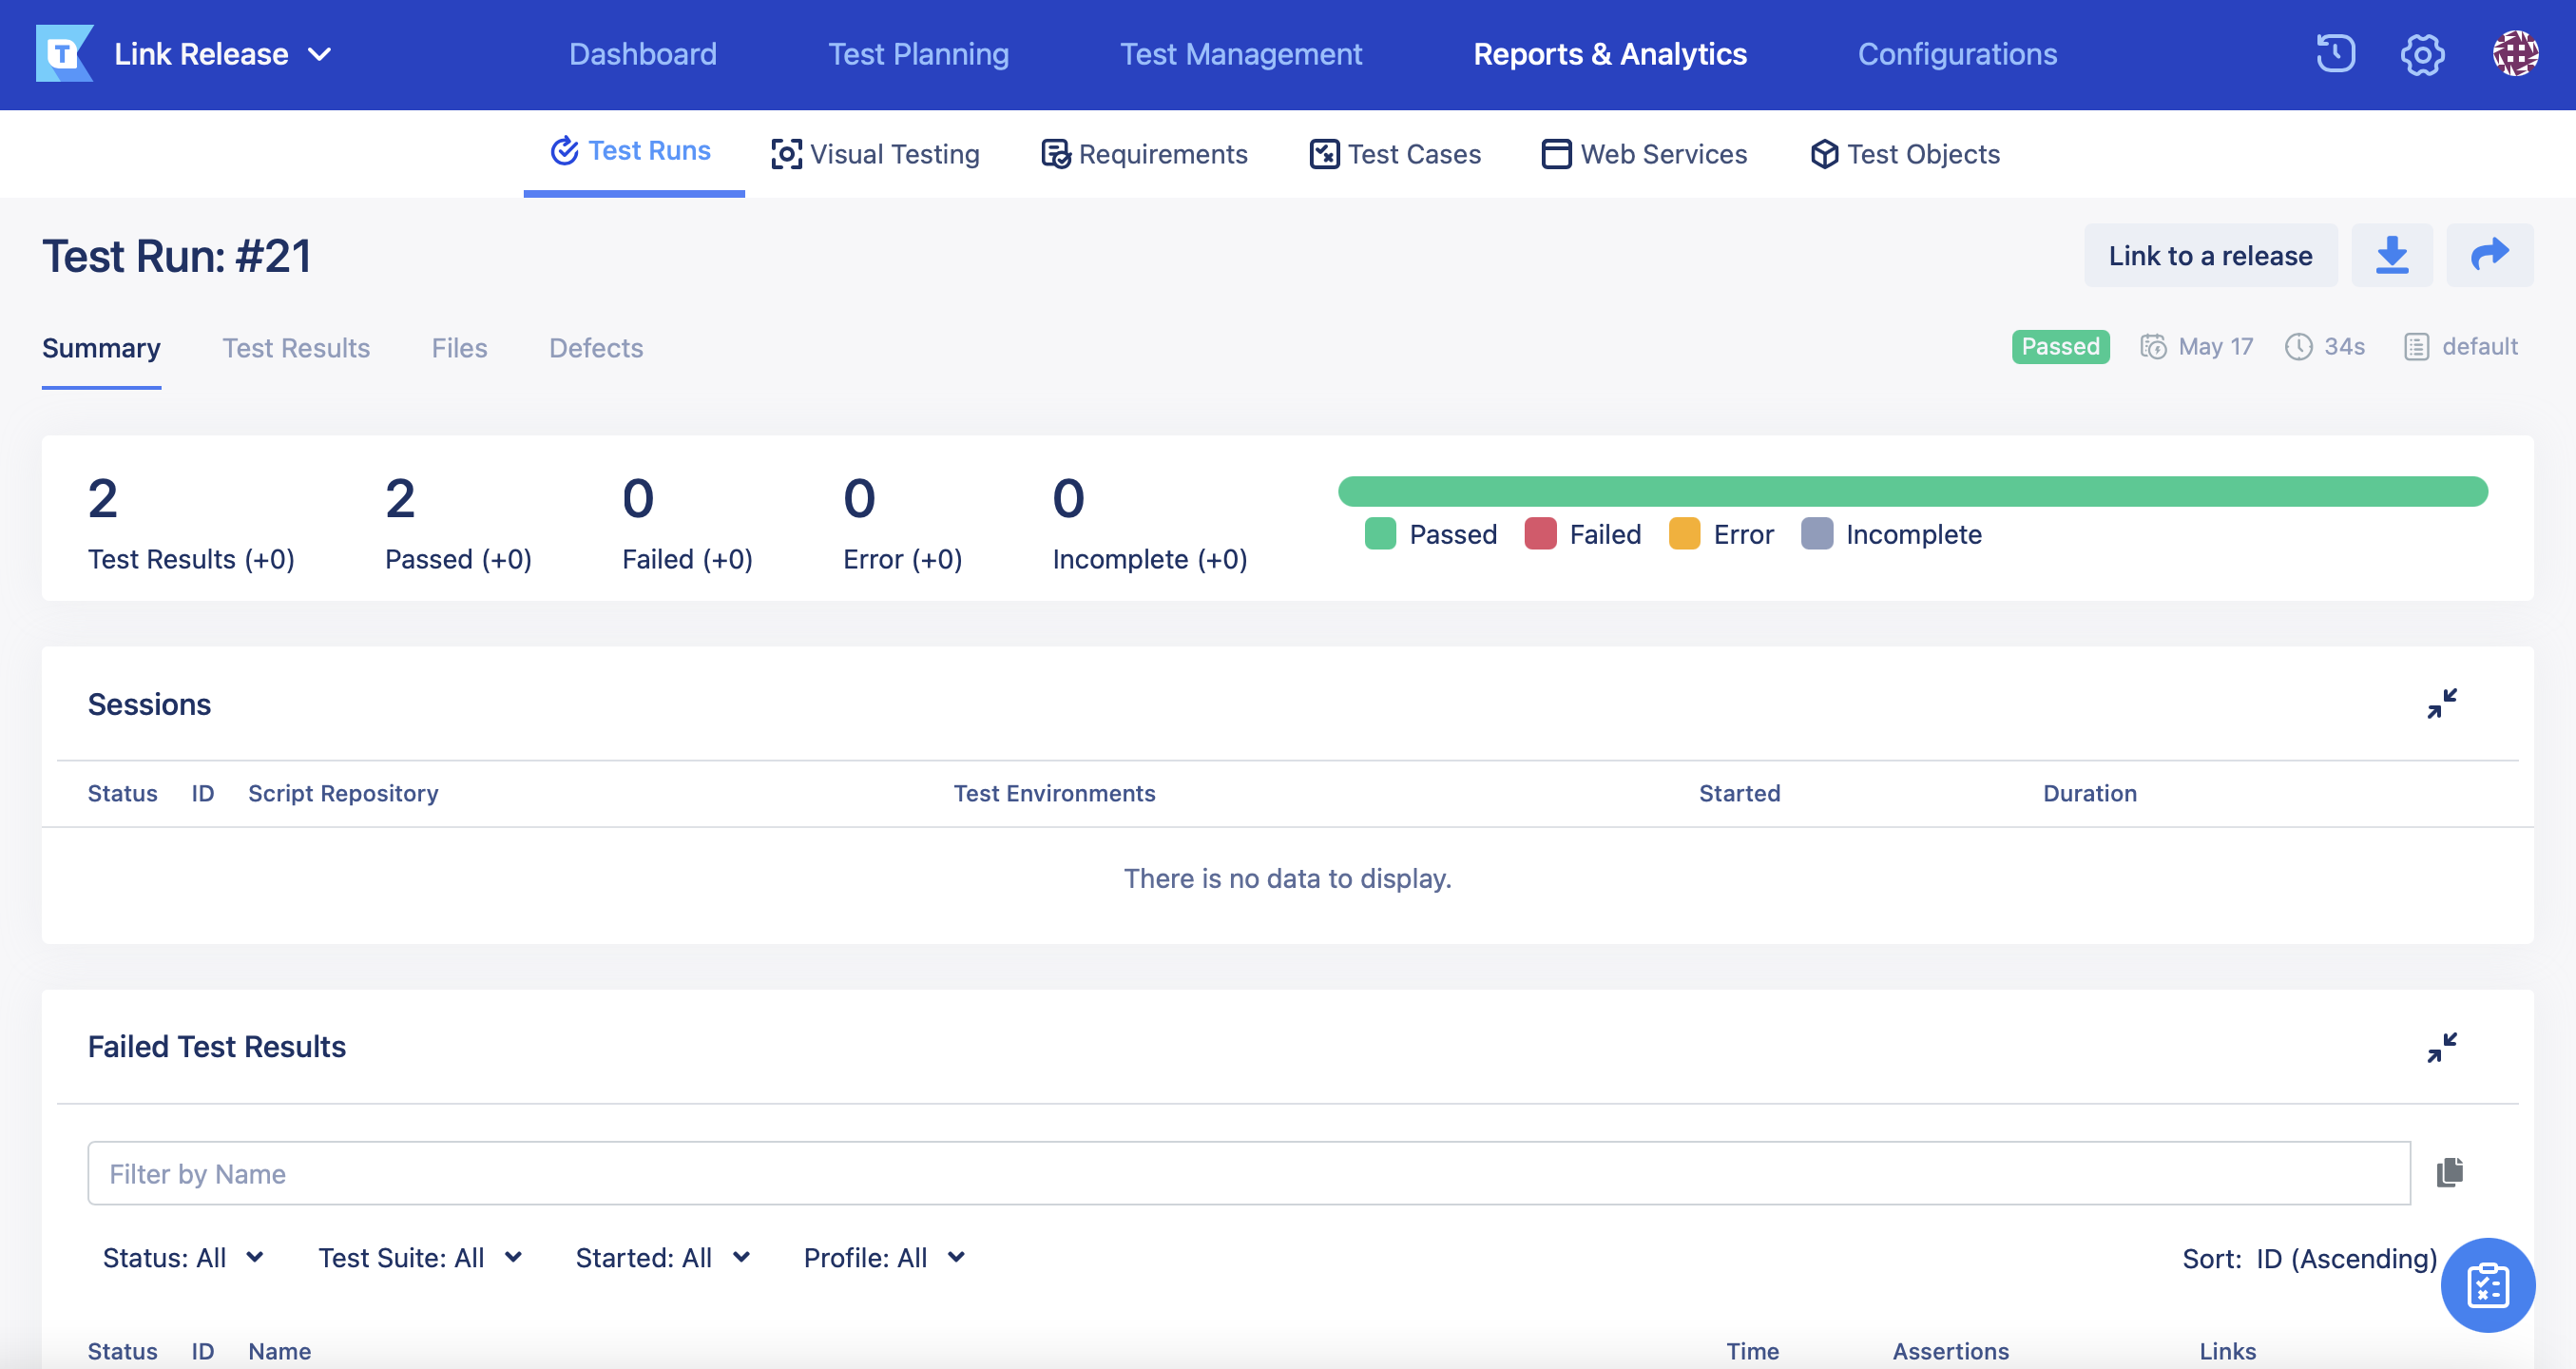 T Link Release
Dashboard
Test Planning
Test Management
Reports & Analytics
Configurations
Test Runs
Visual Testing
Requirements
Test Cases
Web Services
Test Objects
Test Run: #21
Link to a release
Summary
Test Results
Files
Defects
Passed
May 17
34s
default
2
2
0
0
0
Test Results (+0)
Passed (+0)
Failed (+0)
Error (+0)
Incomplete (+0)
Passed
Failed
Error
Incomplete
Sessions
Status ID Script Repository Test Environments Started Duration
There is no data to display.
Failed Test Results
Filter by Name
Status: All
Test Suite: All
Started: All
Profile: All
Sort: ID (Ascending)
Status ID Name Time Assertions Links